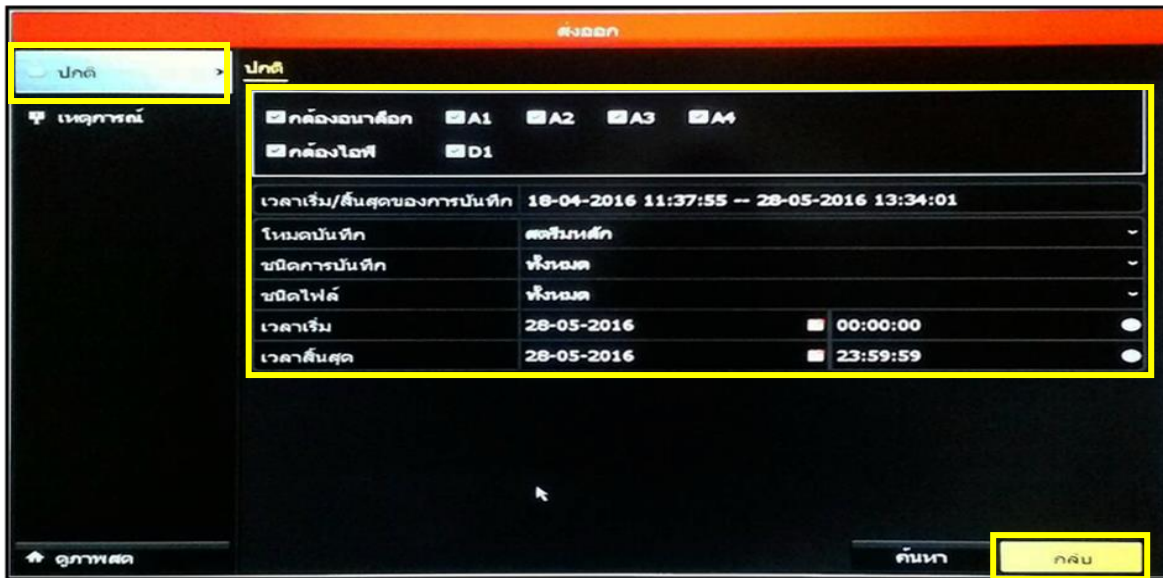 ส่งออก
ปกติ
ปกติ
เหตุการณ์
กล้องอนาล็อก A1 A2 A3 A4
กล้องไอพี D1
เวลาเริ่ม/สิ้นสุดของการบันทึก 18-04-2016 11:37:55 -- 28-05-2016 13:34:01
โหมดบันทึก สตรีมหลัก
ชนิดการบันทึก ทั้งหมด
ชนิดไฟล์ ทั้งหมด
เวลาเริ่ม 28-05-2016 00:00:00
เวลาสิ้นสุด 28-05-2016 23:59:59
ดูภาพสด ค้นหา กลับ